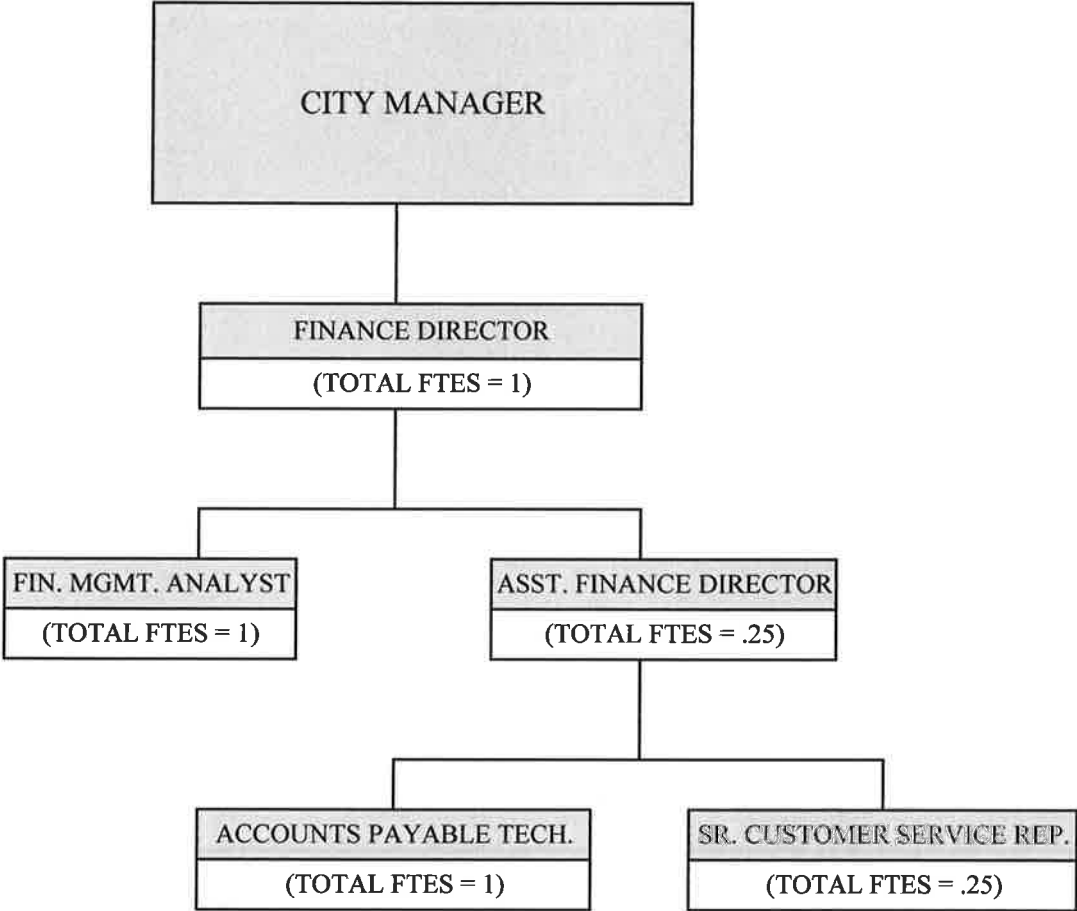 CITY MANAGER
FINANCE DIRECTOR
(TOTAL FTES = 1)
FIN. MGMT. ANALYST
(TOTAL FTES = 1)
ASST. FINANCE DIRECTOR
(TOTAL FTES = .25)
ACCOUNTS PAYABLE TECH.
(TOTAL FTES = 1)
SR. CUSTOMER SERVICE REP.
(TOTAL FTES = .25)